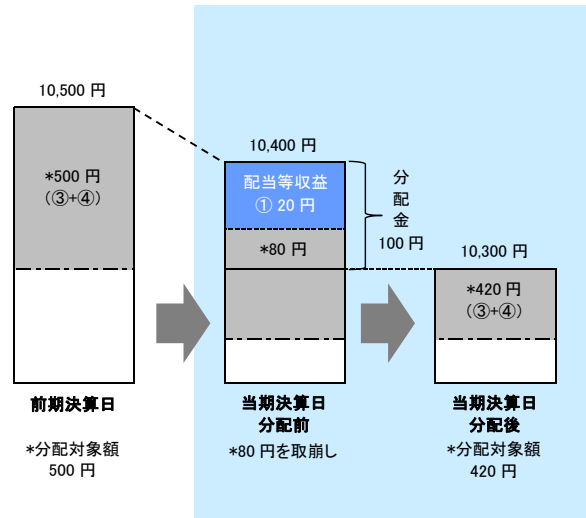 10,500 円
*500 円
(③+④)
前期決算日
*分配対象額
500 円
10,400 円
配当等収益
① 20 円
*80 円
分
配
金
100 円
当期決算日
分配前
*80 円を取崩し
10,300 円
*420 円
(③+④)
当期決算日
分配後
*分配対象額
420 円